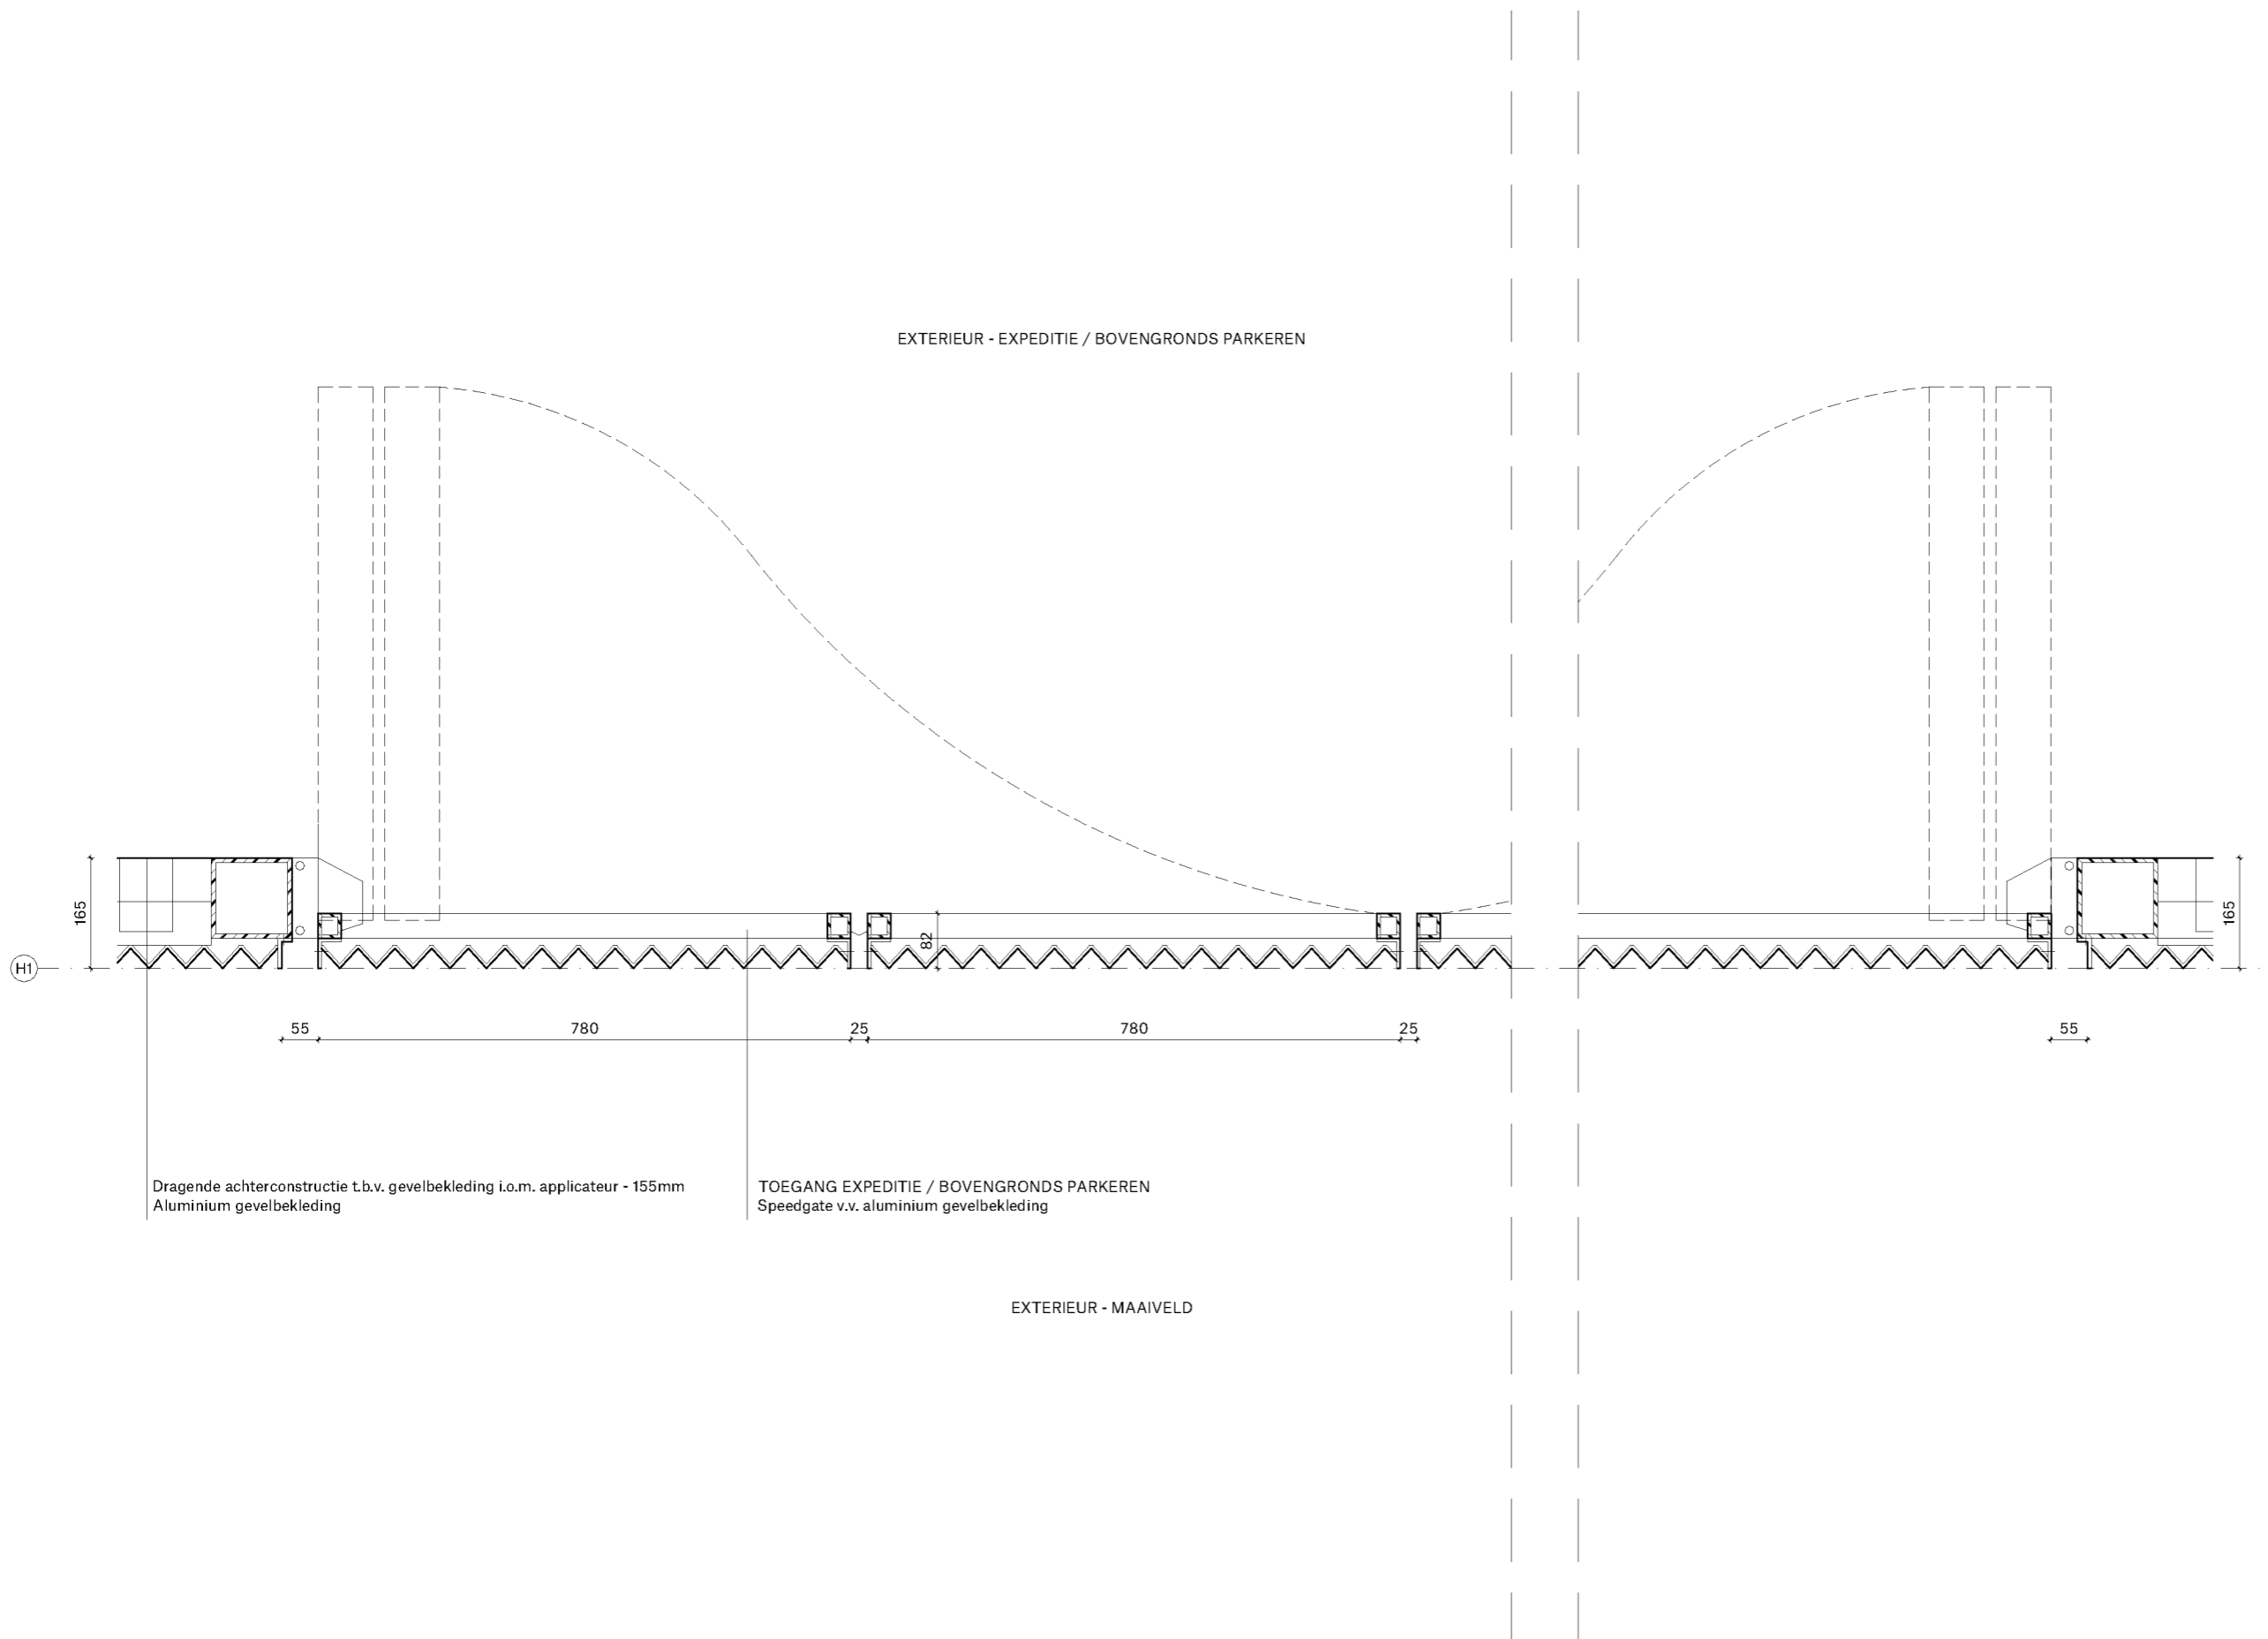 EXTERIEUR - EXPEDITIE / BOVENGRONDS PARKEREN
165
82
165
H1
55
780
25
780
25
55
Dragende achterconstructie t.b.v. gevelbekleding i.o.m. applicateur - 155mm
Aluminium gevelbekleding
TOEGANG EXPEDITIE / BOVENGRONDS PARKEREN
Speedgate v.v. aluminium gevelbekleding
EXTERIEUR - MAAIVELD